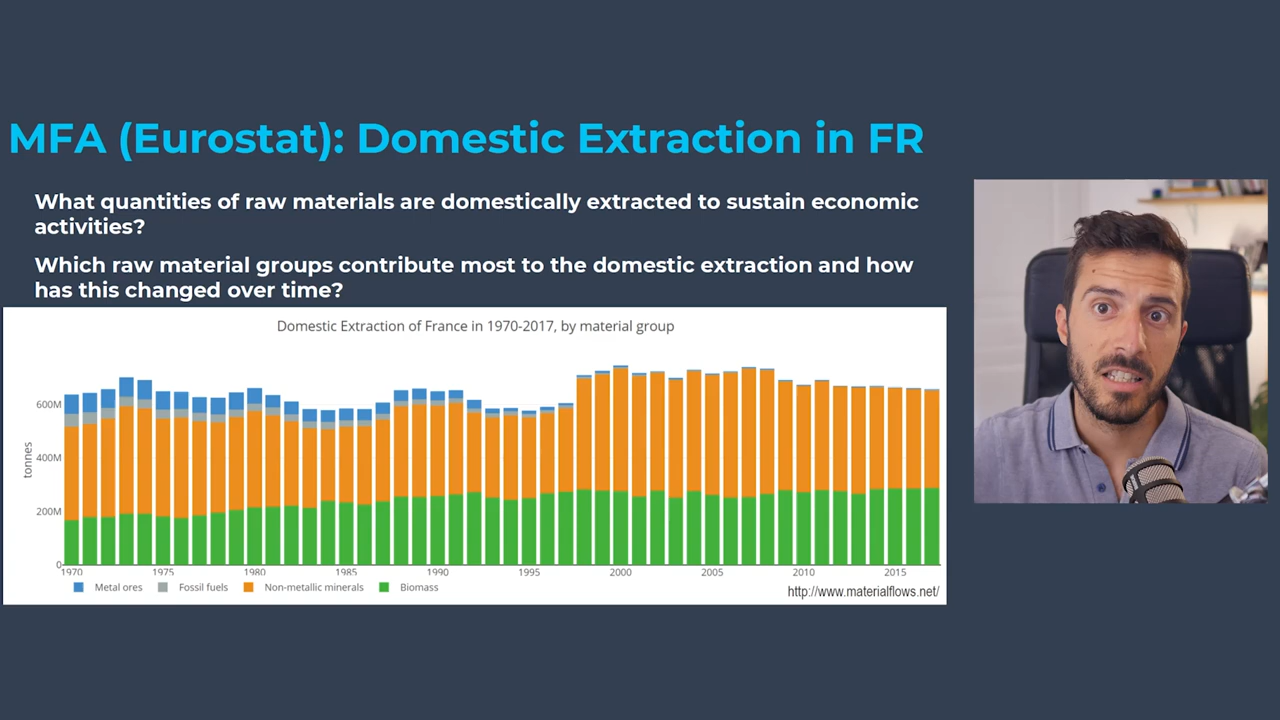 MFA (Eurostat): Domestic Extraction in FR
What quantities of raw materials are domestically extracted to sustain economic
activities?
Which raw material groups contribute most to the domestic extraction and how
has this changed over time?
Domestic Extraction of France in 1970-2017, by material group
tonnes
600M
400M
200M
0
1970 1975 1980 1985 1990 1995 2000 2005 2010 2015
Metal ores Fossil fuels Non-metallic minerals Biomass
http://www.materialflows.net/